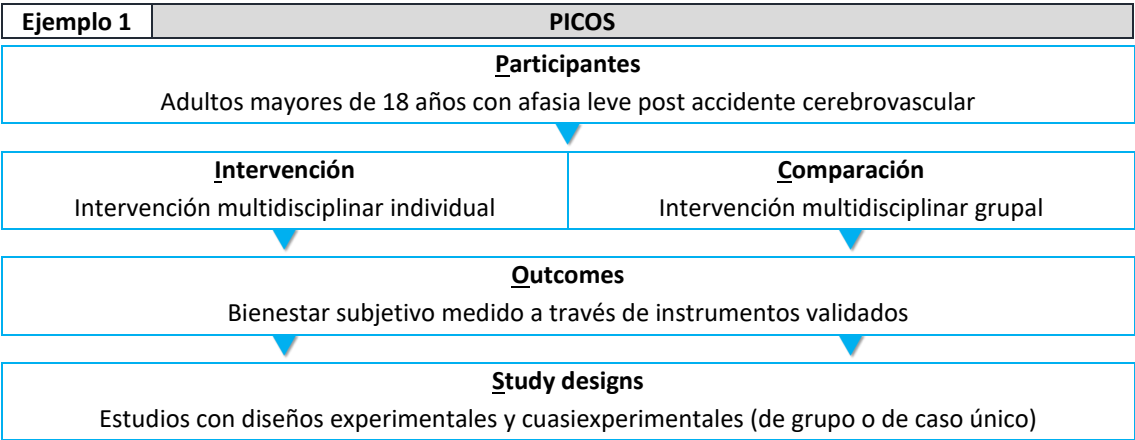 Ejemplo 1
PICOS
Participantes
Adultos mayores de 18 años con afasia leve post accidente cerebrovascular
Intervención
Intervención multidisciplinar individual
Comparación
Intervención multidisciplinar grupal
Outcomes
Bienestar subjetivo medido a través de instrumentos validados
Study designs
Estudios con diseños experimentales y cuasiexperimentales (de grupo o de caso único)